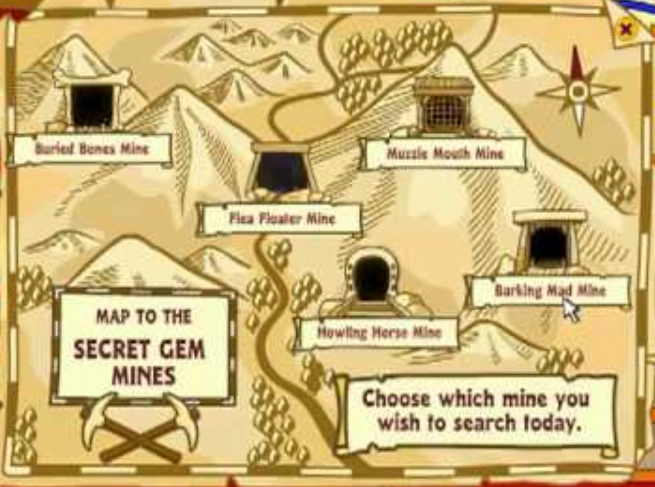 Buried Bones Mine
Muzzle Mouth Mine
Flea Floater Mine
Barking Mad Mine
Howling Horse Mine
MAP TO THE
SECRET GEM
MINES
Choose which mine you
wish to search today.